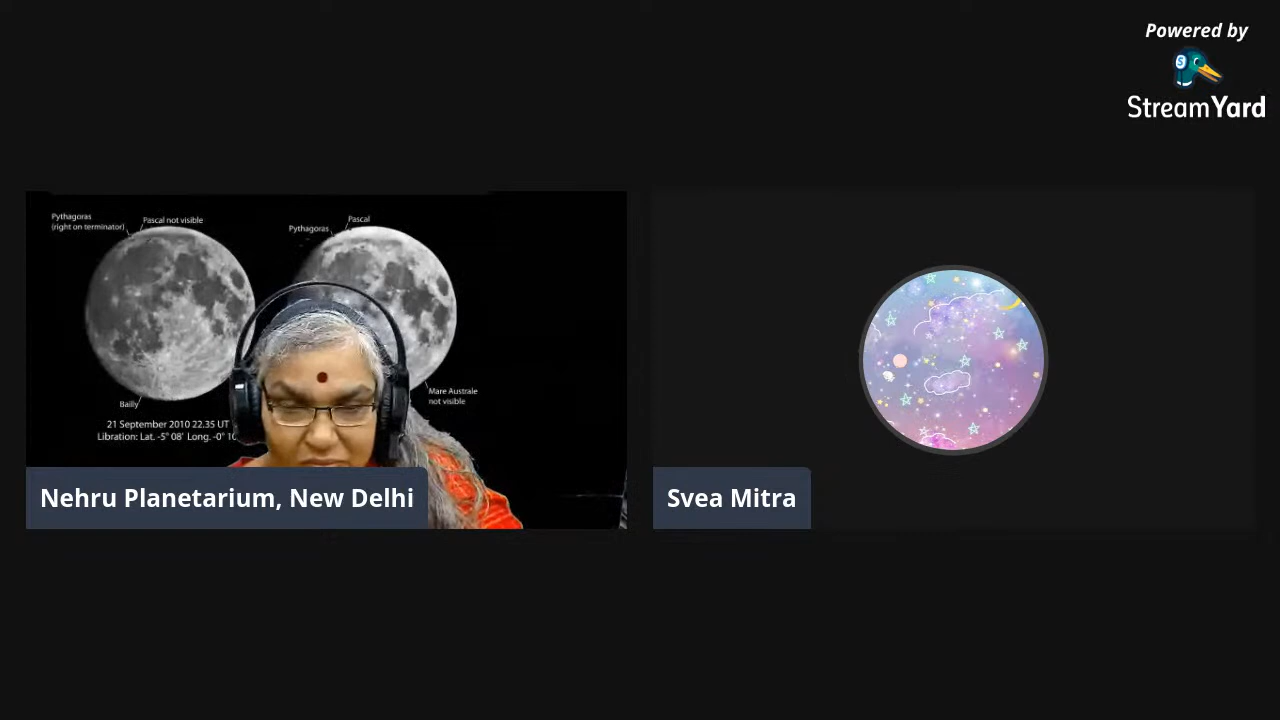 Powered by
StreamYard
Pythagoras
(right on terminator)
Pascal not visible
Pythagoras
Pascal
Bailly
Mare Australe
not visible
21 September 2010 22.35 UT
Libration: Lat. -5° 08' Long. -0°
Nehru Planetarium, New Delhi
Svea Mitra